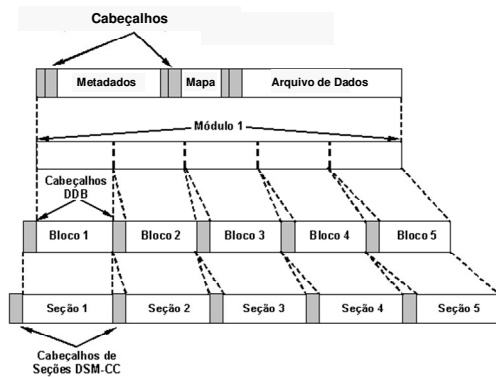 Cabeçalhos
Metadados Mapa Arquivo de Dados
Módulo 1
Cabeçalhos
DDB
Bloco 1 Bloco 2 Bloco 3 Bloco 4 Bloco 5
Seção 1 Seção 2 Seção 3 Seção 4 Seção 5
Cabeçalhos de
Seções DSM-CC